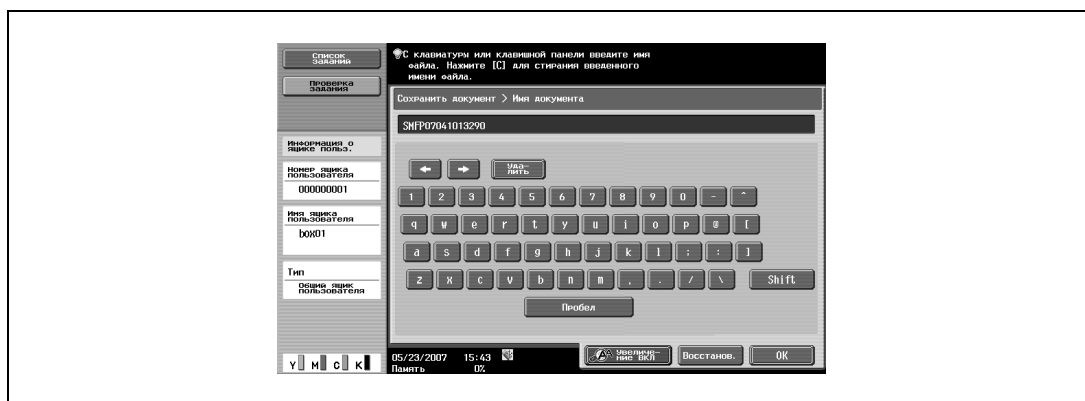 Список
заданий
Проверка
задания
Информация о
ящике польз.
Номер ящика
пользователя
000000001
Имя ящика
пользователя
box01
Тип
Общий ящик
пользователя
Y M C K
С клавиатуры или клавишной панели введите имя
файла. Нажмите [C] для стирания введенного
имени файла.
Сохранить документ > Имя документа
SMFP07041013290
← → Уда-
лить
1 2 3 4 5 6 7 8 9 0 - ^
q w e r t y u i o p @ [
a s d f g h j k l ; : ]
z x c v b n m , . / \ Shift
Пробел
05/23/2007 15:43
Память 0%
Увеличе-
ние ВКЛ
Восстанов.
OK